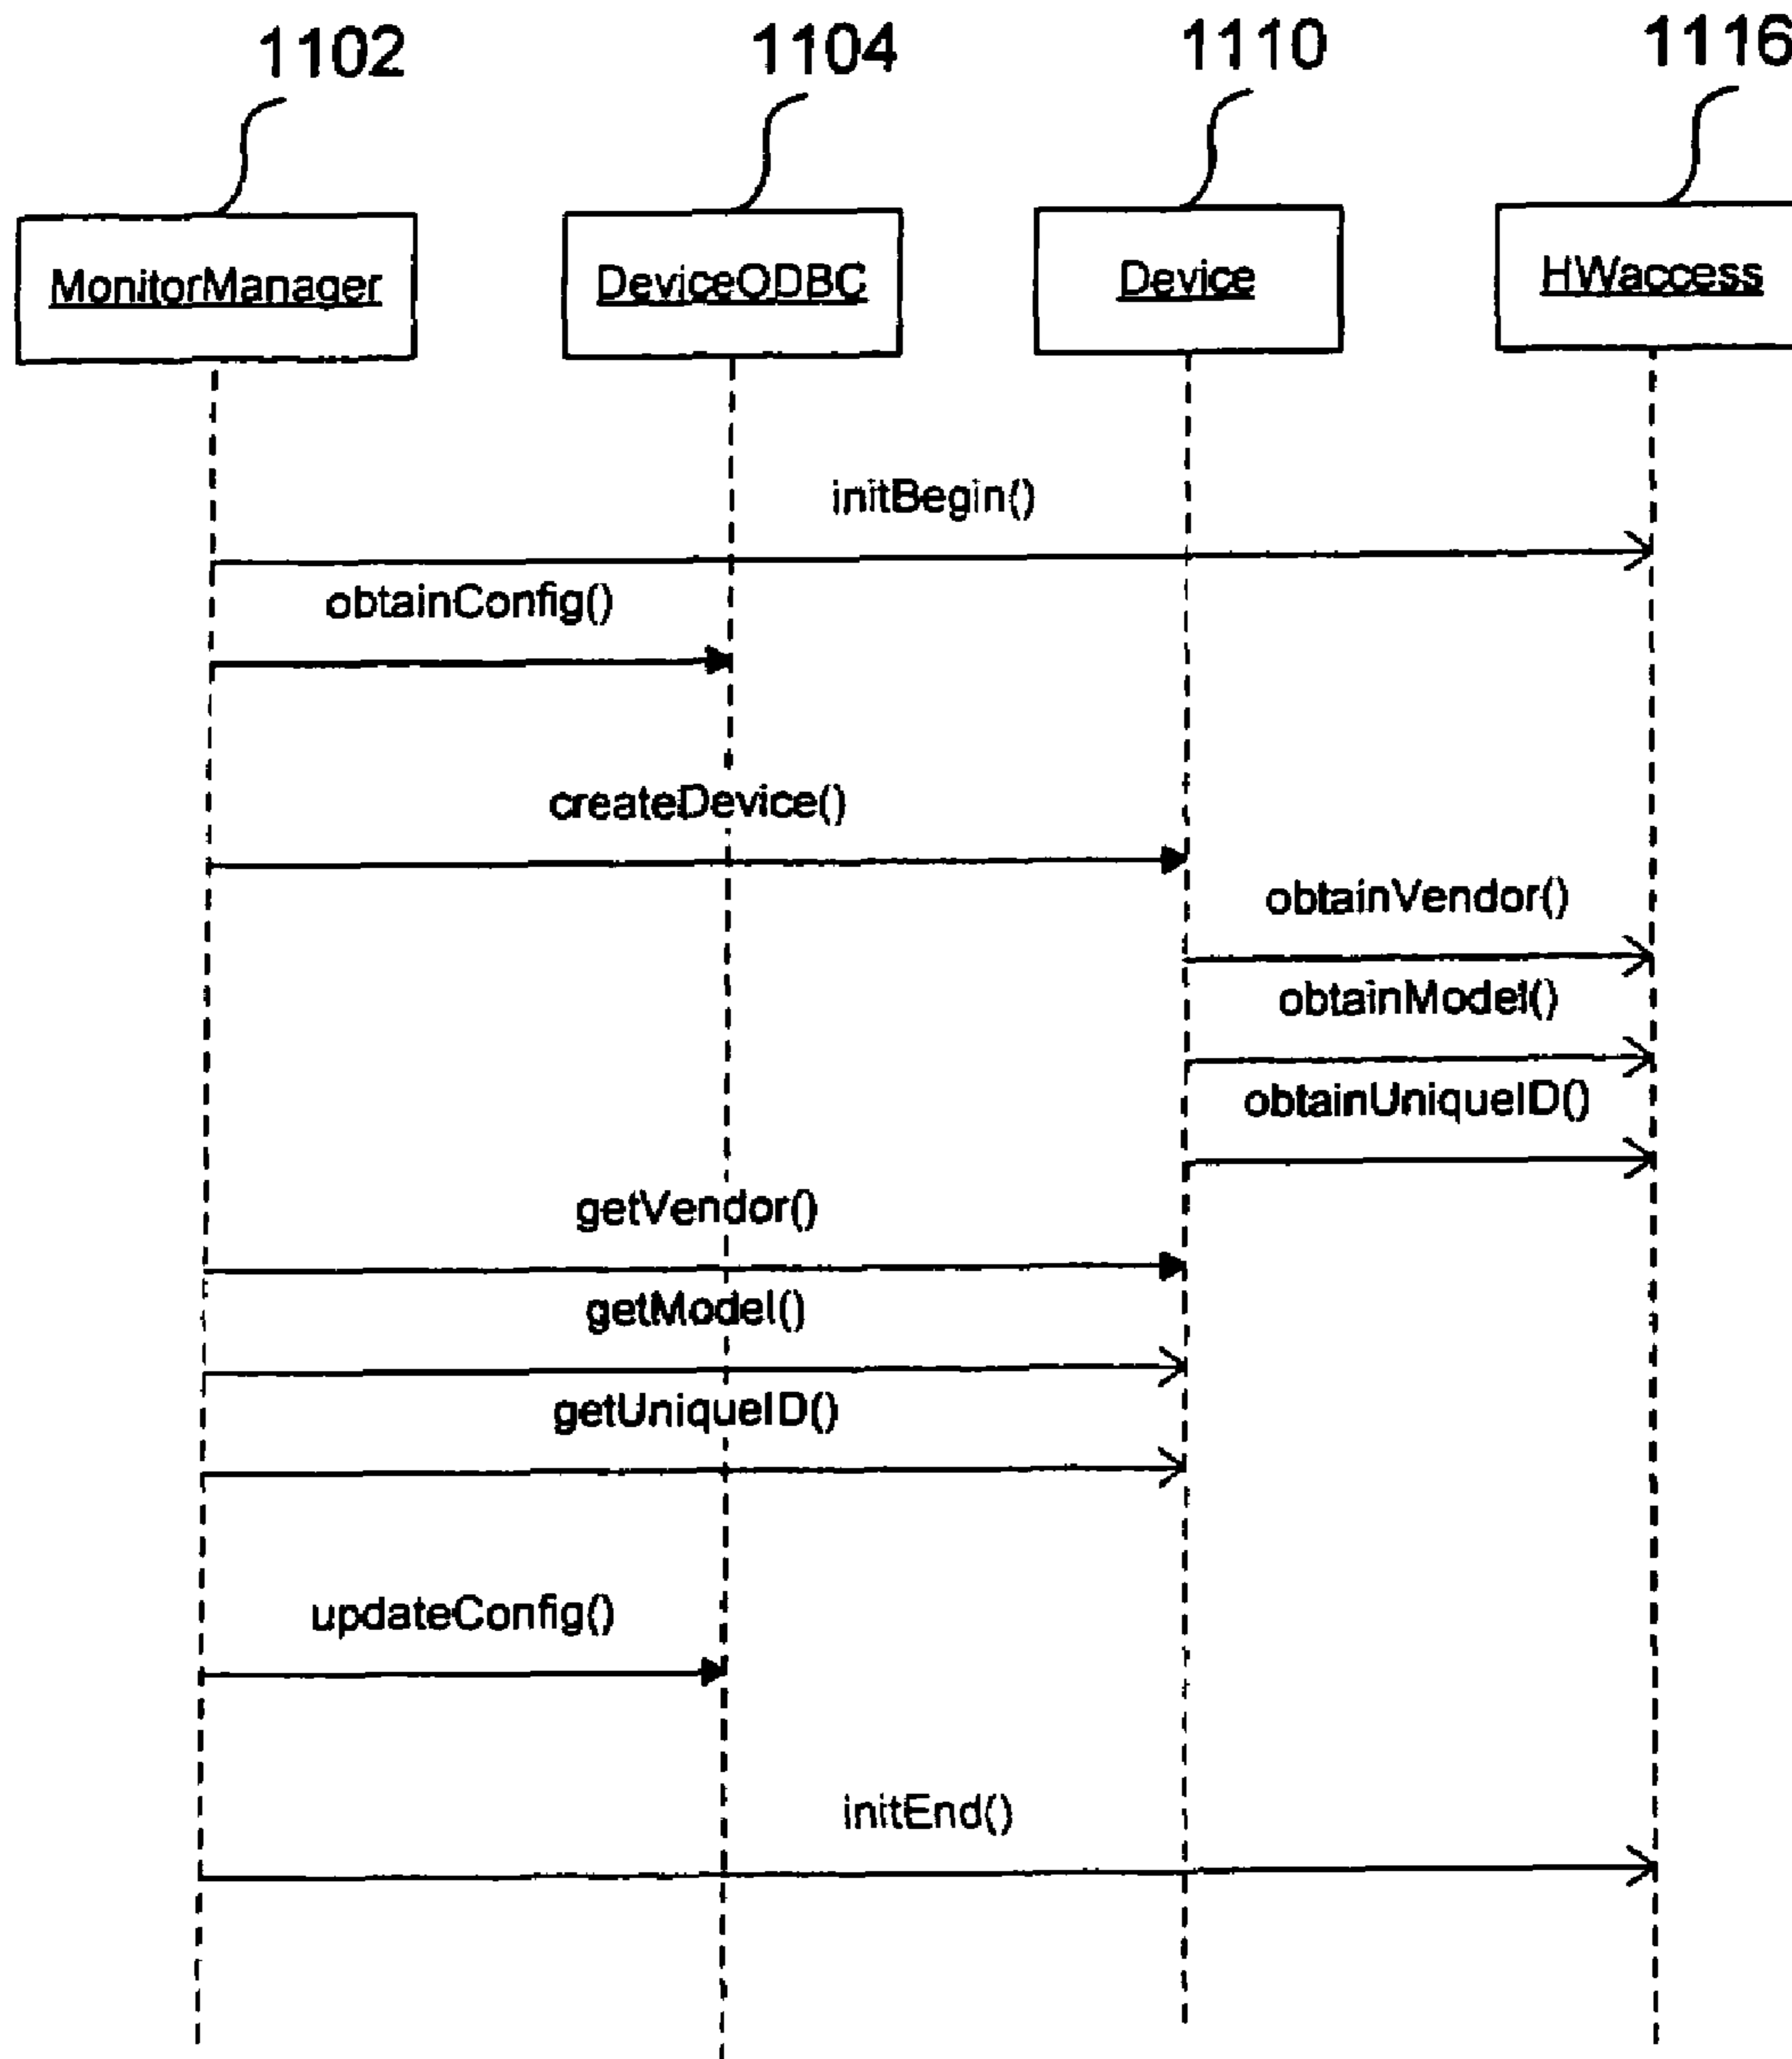 1102
1104
1110
1116
MonitorManager
DeviceODBC
Device
HWaccess
initBegin()
obtainConfig()
createDevice()
obtainVendor()
obtainModel()
obtainUniqueID()
getVendor()
getModel()
getUniqueID()
updateConfig()
initEnd()